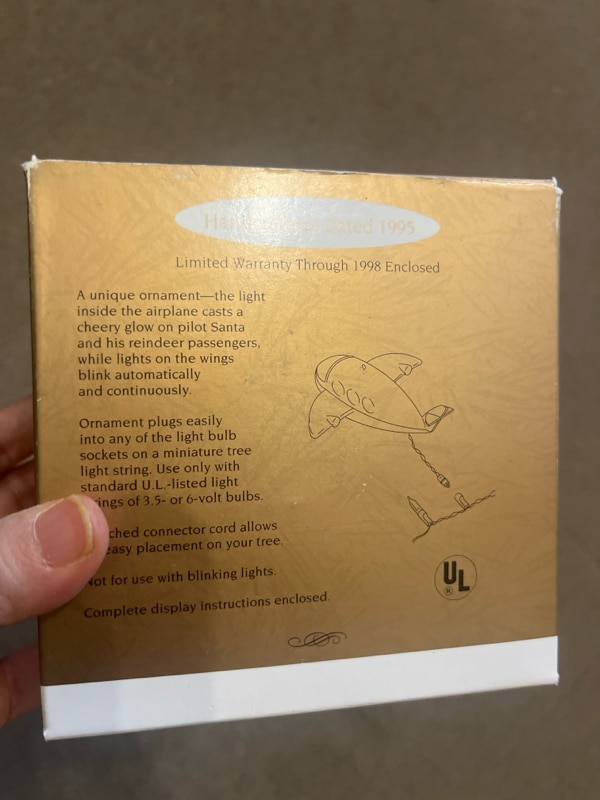 Dated 1995
Limited Warranty Through 1998 Enclosed
A unique ornament—the light
inside the airplane casts a
cheery glow on pilot Santa
and his reindeer passengers,
while lights on the wings
blink automatically
and continuously.
Ornament plugs easily
into any of the light bulb
sockets on a miniature tree
light string. Use only with
standard U.L.-listed light
of 3.5- or 6-volt bulbs.
connector cord allows
easy placement on your tree.
Not for use with blinking lights.
Complete display instructions enclosed.
UL
®